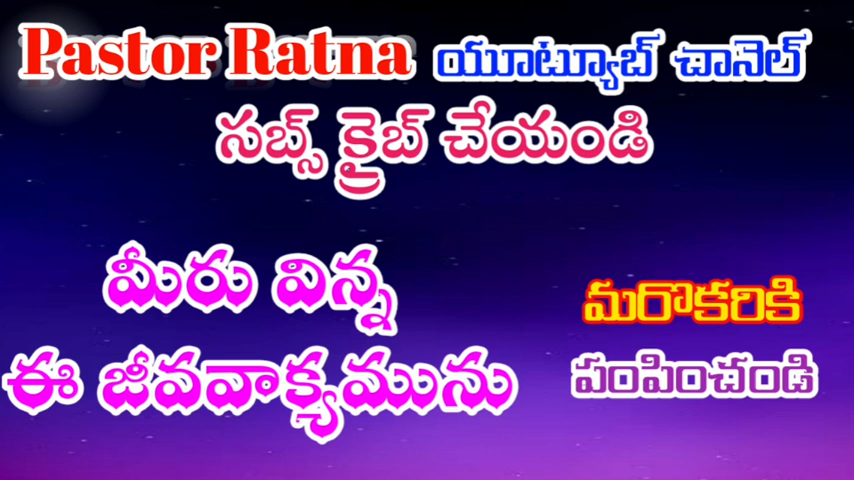 Pastor Ratna యూట్యూబ్ చానెల్
సబ్స్ క్రైబ్ చేయండి
మీరు విన్న
ఈ జీవవాక్యమును
మరొకరికి
పంపించండి